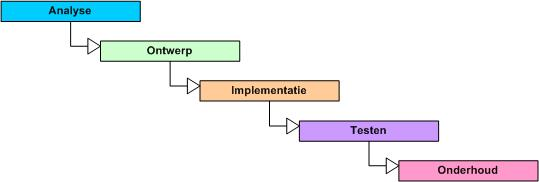 Analyse
Ontwerp
Implementatie
Testen
Onderhoud